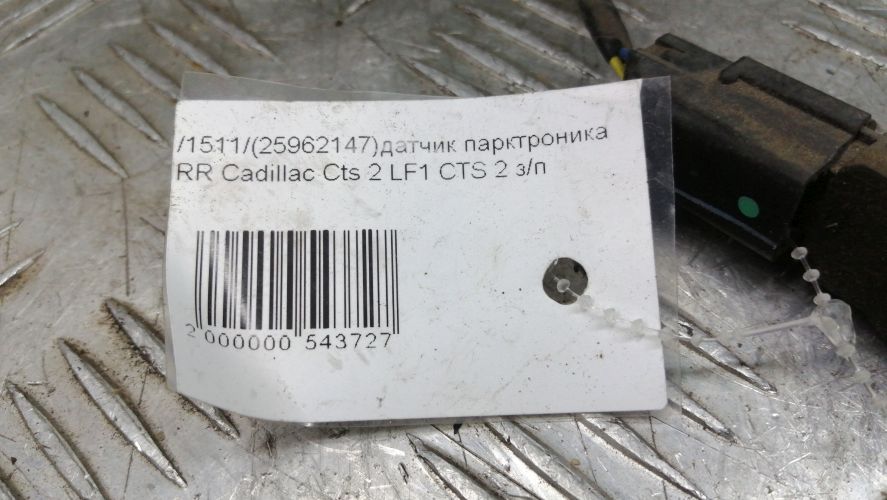 /1511/(25962147)датчик парктроника
RR Cadillac Cts 2 LF1 CTS 2 з/п
2 000000 543727